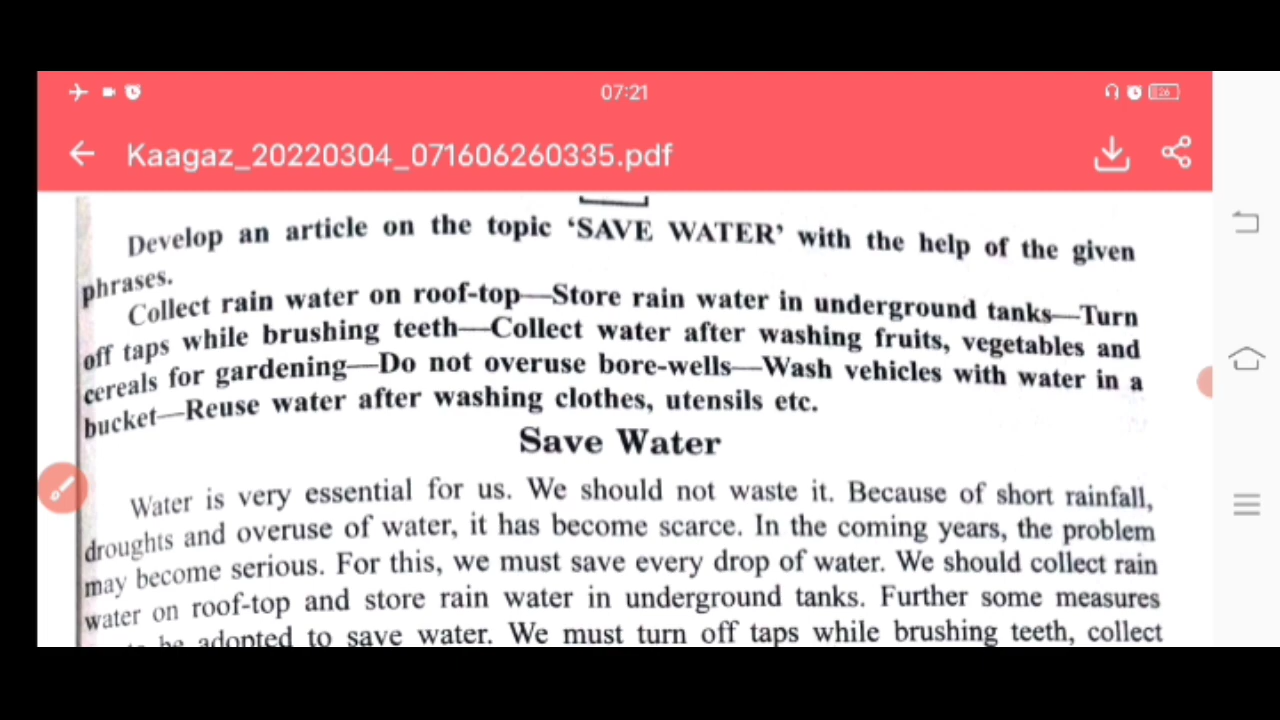 07:21
26
Kaagaz_20220304_071606260335.pdf
Develop an article on the topic ‘SAVE WATER’ with the help of the given
phrases.
Collect rain water on roof-top—Store rain water in underground tanks—Turn
off taps while brushing teeth—Collect water after washing fruits, vegetables and
cereals for gardening—Do not overuse bore-wells—Wash vehicles with water in a
bucket—Reuse water after washing clothes, utensils etc.
Save Water
Water is very essential for us. We should not waste it. Because of short rainfall,
droughts and overuse of water, it has become scarce. In the coming years, the problem
may become serious. For this, we must save every drop of water. We should collect rain
water on roof-top and store rain water in underground tanks. Further some measures
be adopted to save water. We must turn off taps while brushing teeth, collect